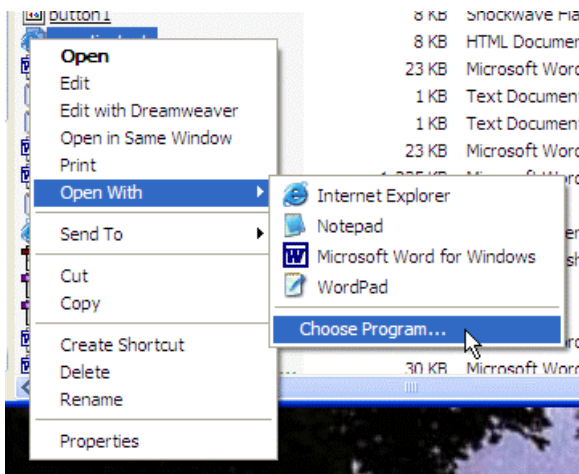 button1 8 KB Shockwave Fla
8 KB HTML Documen
Open
23 KB Microsoft Word
Edit
1 KB Text Document
Edit with Dreamweaver
1 KB Text Document
Open in Same Window
23 KB Microsoft Word
Print
Open With
Internet Explorer
Notepad
Send To
Microsoft Word for Windows
WordPad
Cut
Copy
Choose Program...
Create Shortcut
Delete
30 KB Microsoft Word
Rename
Properties